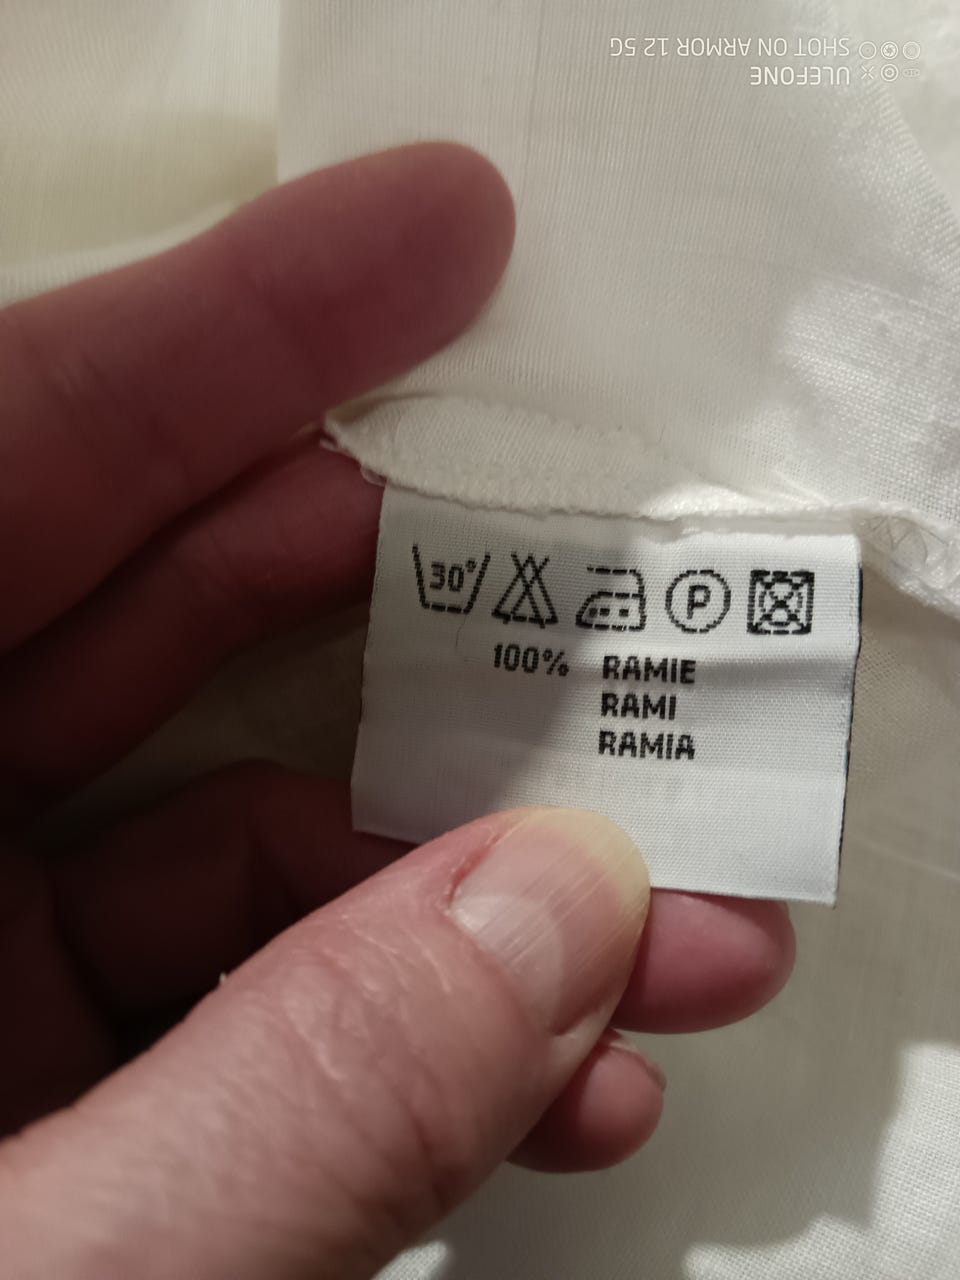 SHOT ON ARMOR 12 5G
ULEFONE
30°
P
100% RAMIE
RAMI
RAMIA